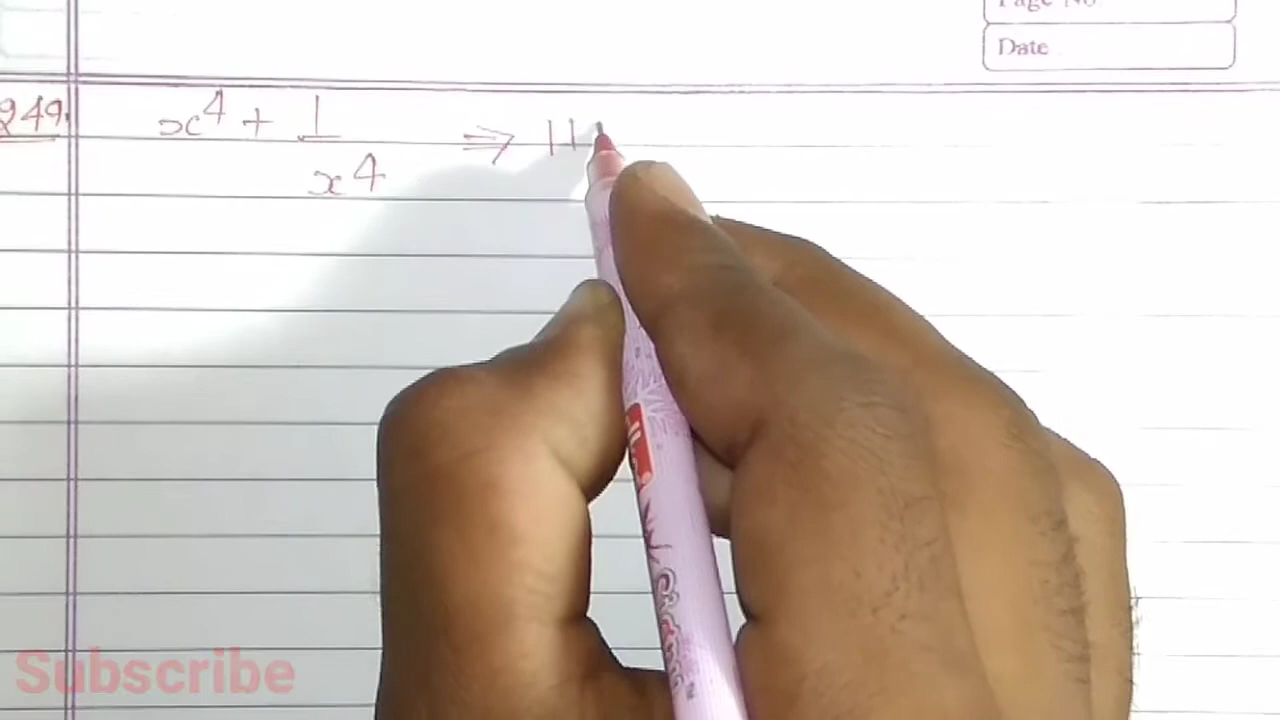 Page No
Date
249. x⁴ + 1/x⁴ ⇒ 11
Subscribe